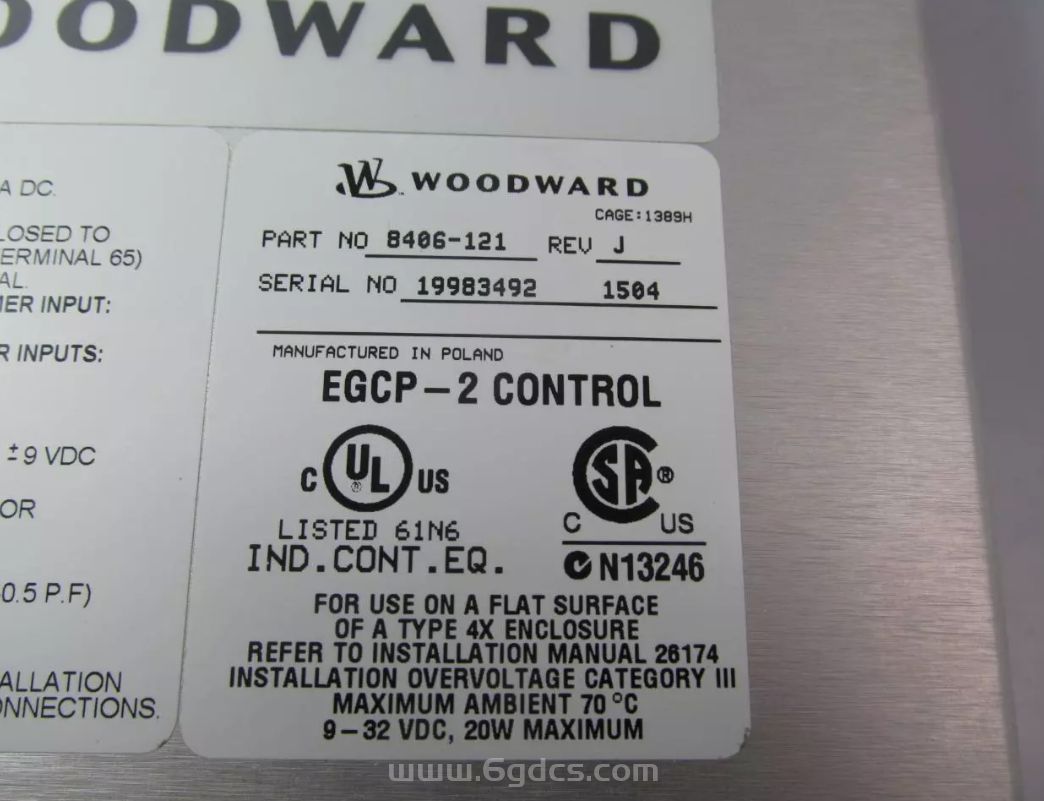 OODWARD
A DC.
LOSED TO
ERMINAL 65)
AL.
ER INPUT:
R INPUTS:
±9 VDC
OR
0.5 P.F)
ALLATION
NNECTIONS.
W WOODWARD
CAGE:1389H
PART NO 8406-121 REV J
SERIAL NO 19983492 1504
MANUFACTURED IN POLAND
EGCP-2 CONTROL
C UL ® US
SA ®
C US
LISTED 61N6
IND.CONT.EQ.
N13246
FOR USE ON A FLAT SURFACE
OF A TYPE 4X ENCLOSURE
REFER TO INSTALLATION MANUAL 26174
INSTALLATION OVERVOLTAGE CATEGORY III
MAXIMUM AMBIENT 70 °C
9-32 VDC, 20W MAXIMUM
www.6gdcs.com